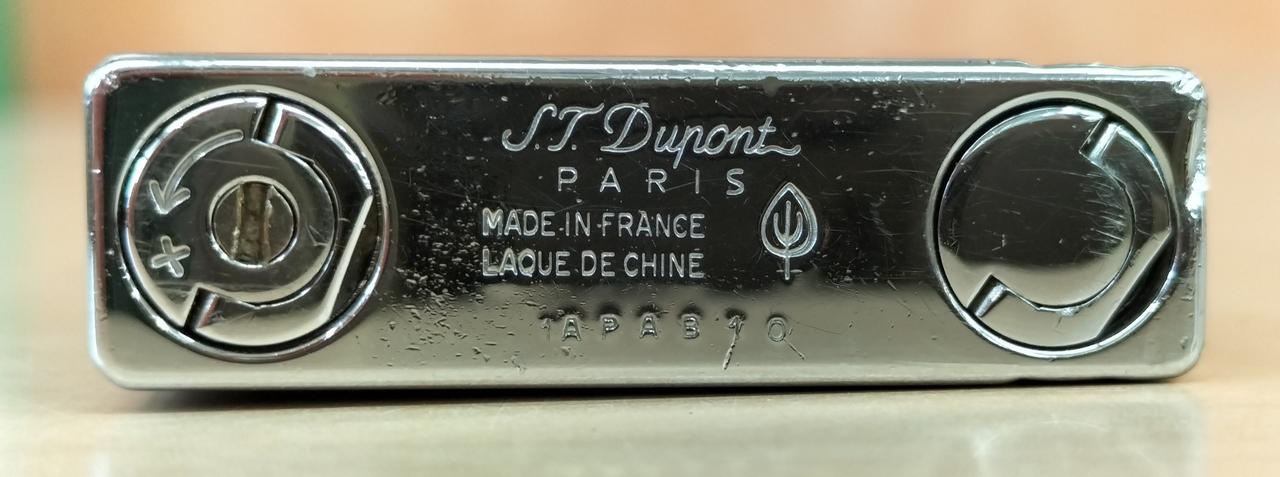 S.T. Dupont
PARIS
MADE IN FRANCE
LAQUE DE CHINE
1APAB10
+